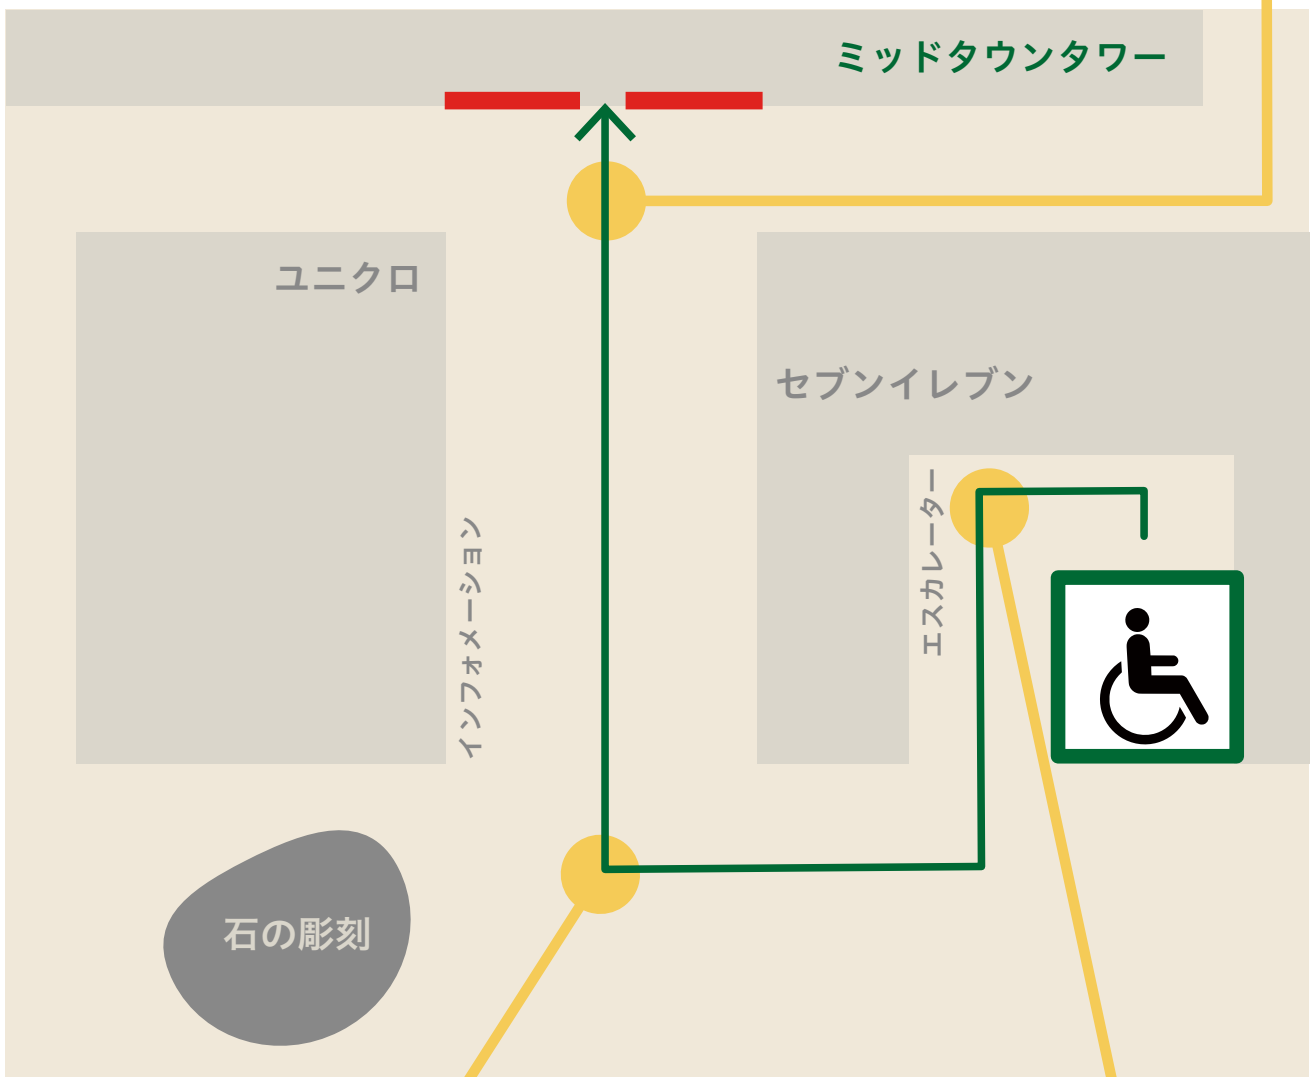 ミッドタウンタワー
ユニクロ
セブンイレブン
エスカレーター
インフォメーション
石の彫刻